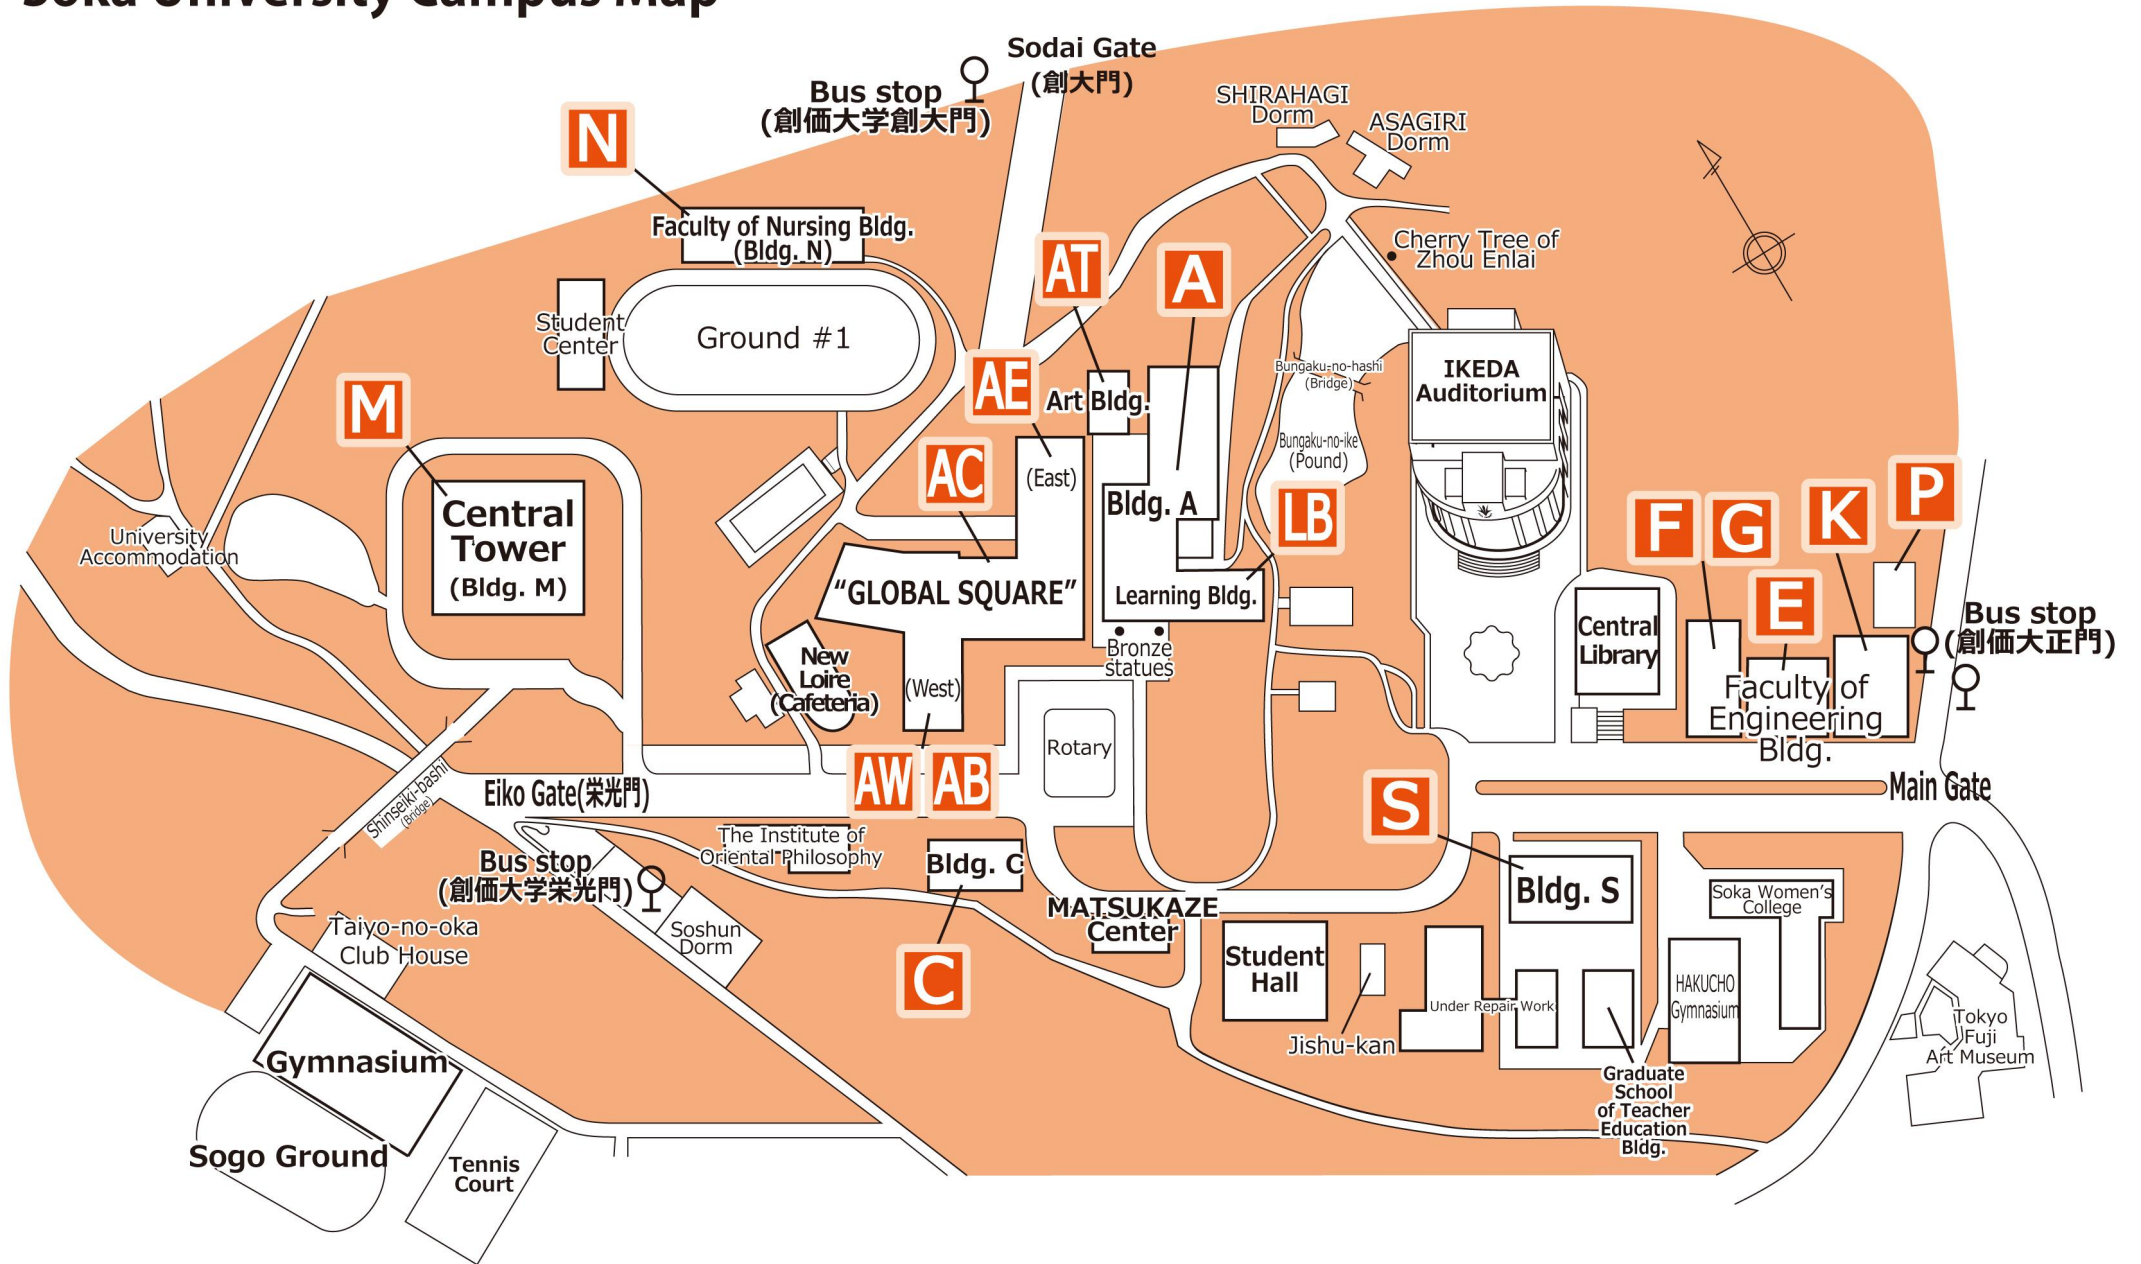 Soka University Campus Map
Sodai Gate
(創大門)
Bus stop
(創価大学創大門)
SHIRAHAGI
Dorm
ASAGIRI
Dorm
N
Faculty of Nursing Bldg.
(Bldg. N)
Cherry Tree of
Zhou Enlai
AT
A
Student
Center
Ground #1
AE
Art Bldg.
Bungaku-no-hashi
(Bridge)
IKEDA
Auditorium
M
AC
(East)
Bungaku-no-ike
(Pound)
Bldg. A
LB
F
G
K
P
Central
Tower
(Bldg. M)
University
Accommodation
"GLOBAL SQUARE"
Learning Bldg.
E
Bus stop
(創価大正門)
Central
Library
Bronze
statues
New
Loire
(Cafeteria)
(West)
Faculty of
Engineering
Bldg.
Rotary
Shinseiki-bashi
(Bridge)
Eiko Gate(栄光門)
AW
AB
S
Main Gate
The Institute of
Oriental Philosophy
Bldg. C
Bus stop
(創価大学栄光門)
Bldg. S
Soka Women's
College
MATSUKAZE
Center
Taiyo-no-oka
Club House
Soshun
Dorm
C
Student
Hall
Under Repair Work
HAKUCHO
Gymnasium
Jishu-kan
Tokyo
Fuji
Art Museum
Gymnasium
Graduate
School
of Teacher
Education
Bldg.
Sogo Ground
Tennis
Court